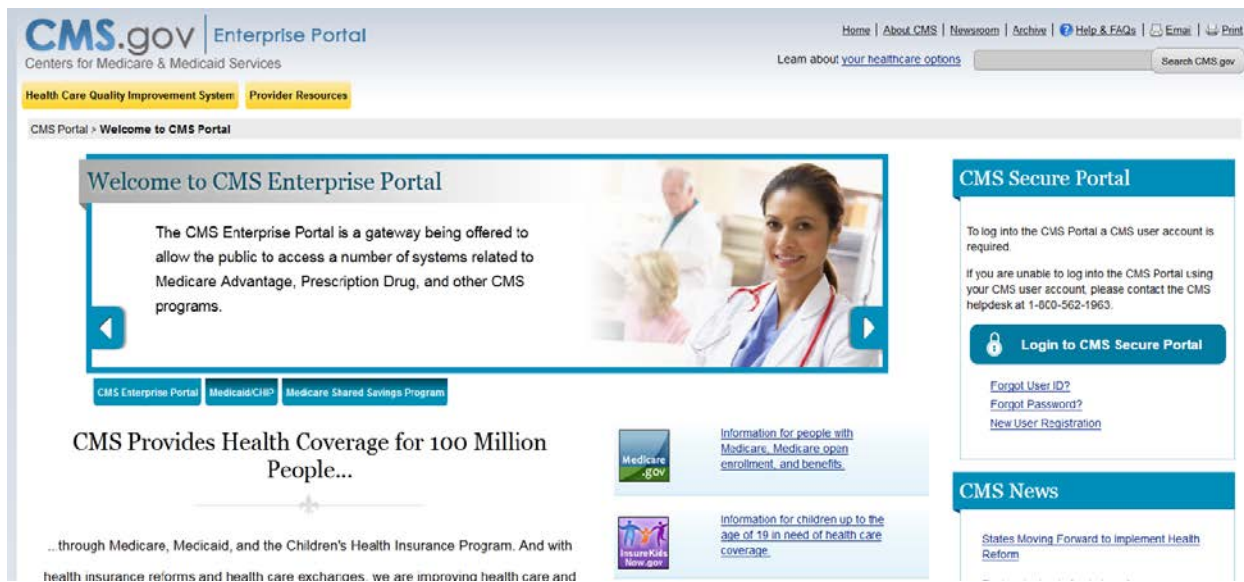 CMS.gov Enterprise Portal
Centers for Medicare & Medicaid Services
Home | About CMS | Newsroom | Archive | Help & FAQs | Email | Print
Learn about your healthcare options
Search CMS.gov
Health Care Quality Improvement System
Provider Resources
CMS Portal > Welcome to CMS Portal
Welcome to CMS Enterprise Portal
The CMS Enterprise Portal is a gateway being offered to
allow the public to access a number of systems related to
Medicare Advantage, Prescription Drug, and other CMS
programs.
CMS Enterprise Portal
Medicaid/CHIP
Medicare Shared Savings Program
CMS Provides Health Coverage for 100 Million
People...
...through Medicare, Medicaid, and the Children's Health Insurance Program. And with
health insurance reforms and health care exchanges, we are improving health care and
Medicare
.gov
Information for people with
Medicare, Medicare open
enrollment, and benefits.
InsureKids
Now.gov
Information for children up to the
age of 19 in need of health care
coverage.
CMS Secure Portal
To log into the CMS Portal a CMS user account is
required.
If you are unable to log into the CMS Portal using
your CMS user account, please contact the CMS
helpdesk at 1-800-562-1963.
Login to CMS Secure Portal
Forgot User ID?
Forgot Password?
New User Registration
CMS News
States Moving Forward to Implement Health
Reform